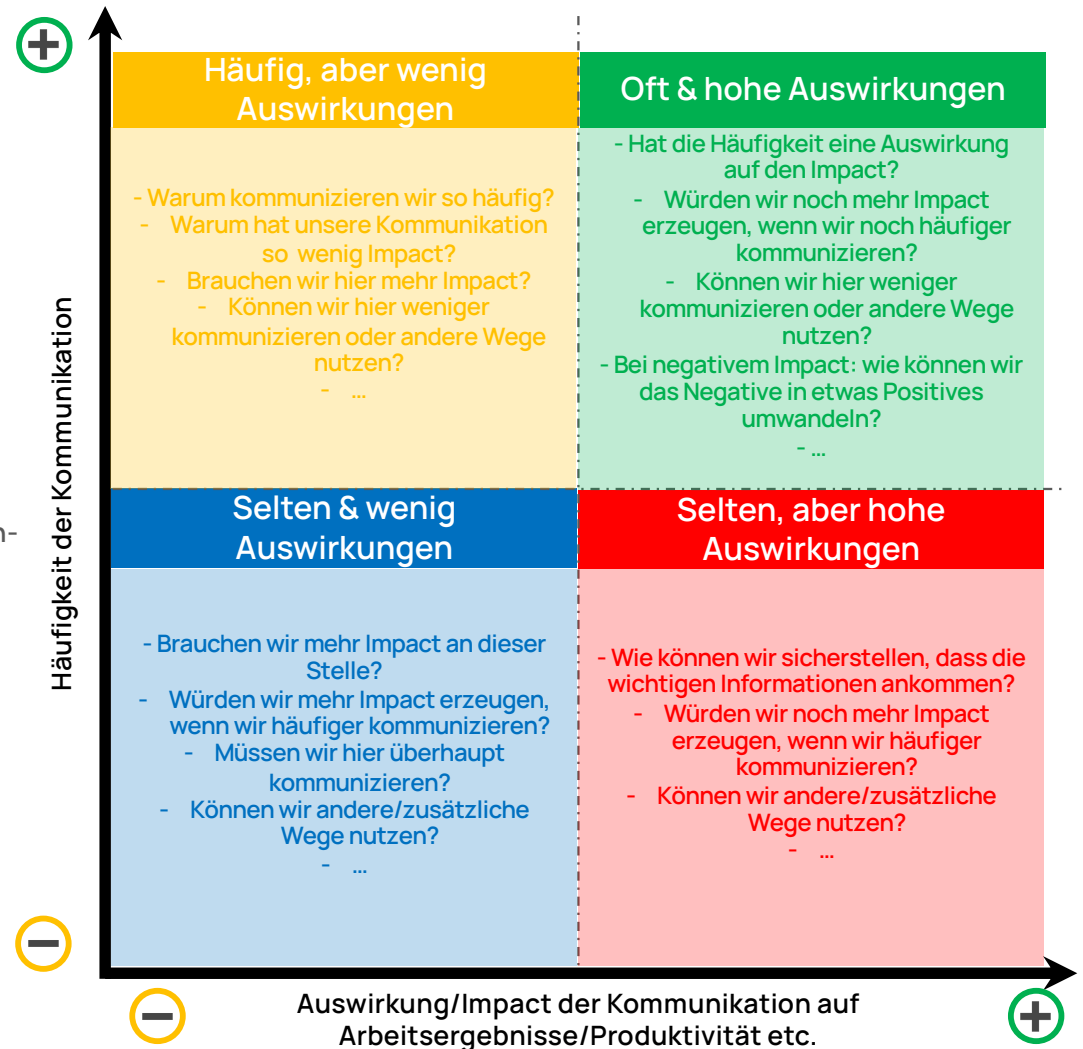 Häufig, aber wenig
Auswirkungen
- Warum kommunizieren wir so häufig?
- Warum hat unsere Kommunikation
so wenig Impact?
- Brauchen wir hier mehr Impact?
- Können wir hier weniger
kommunizieren oder andere Wege
nutzen?
- ...
Oft & hohe Auswirkungen
- Hat die Häufigkeit eine Auswirkung
auf den Impact?
- Würden wir noch mehr Impact
erzeugen, wenn wir noch häufiger
kommunizieren?
- Können wir hier weniger
kommunizieren oder andere Wege
nutzen?
- Bei negativem Impact: wie können wir
das Negative in etwas Positives
umwandeln?
- ...
Häufigkeit der Kommunikation
n-
Selten & wenig
Auswirkungen
- Brauchen wir mehr Impact an dieser
Stelle?
- Würden wir mehr Impact erzeugen,
wenn wir häufiger kommunizieren?
- Müssen wir hier überhaupt
kommunizieren?
- Können wir andere/zusätzliche
Wege nutzen?
- ...
Selten, aber hohe
Auswirkungen
- Wie können wir sicherstellen, dass die
wichtigen Informationen ankommen?
- Würden wir noch mehr Impact
erzeugen, wenn wir häufiger
kommunizieren?
- Können wir andere/zusätzliche
Wege nutzen?
- ...
Auswirkung/Impact der Kommunikation auf
Arbeitsergebnisse/Produktivität etc.